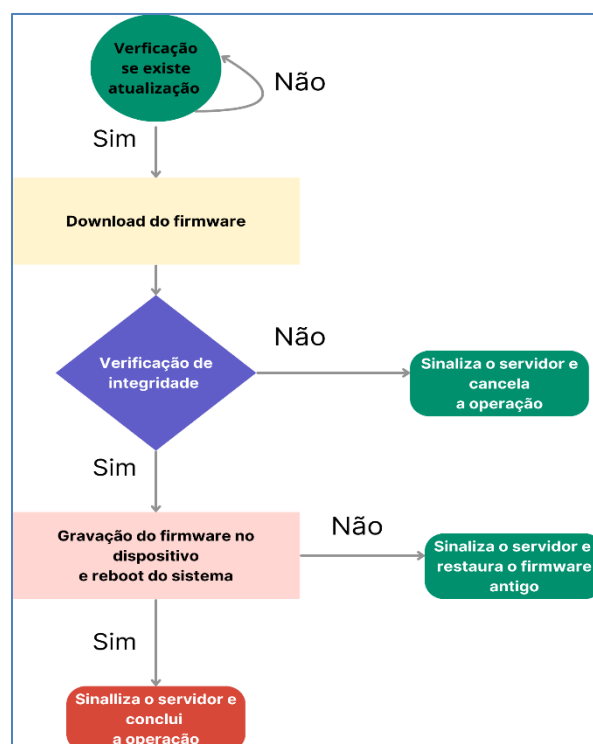 Verficação
se existe
atualização
Não
Sim
Download do firmware
Não
Verificação de
integridade
Sinaliza o servidor e
cancela
a operação
Sim
Gravação do firmware no
dispositivo
e reboot do sistema
Não
Sinaliza o servidor e
restaura o firmware
antigo
Sim
Sinalliza o servidor e
conclui
a operação